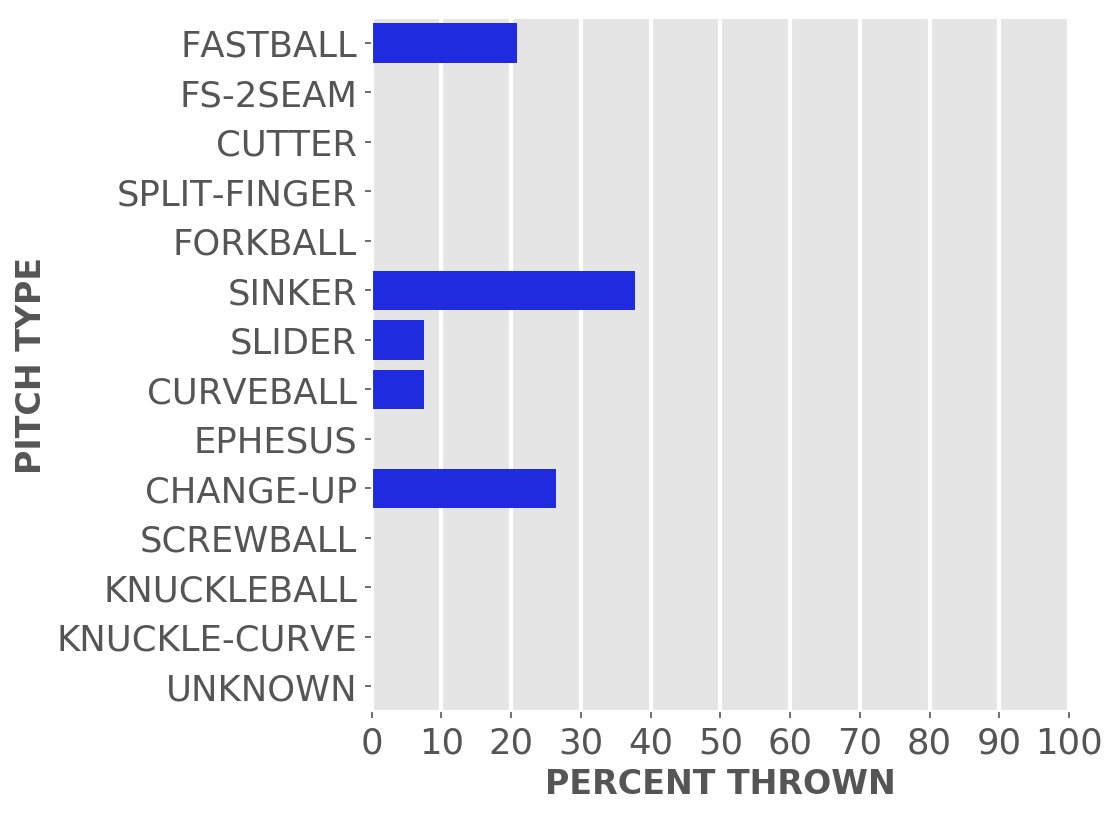 FASTBALL
FS-2SEAM
CUTTER
SPLIT-FINGER
FORKBALL
SINKER
SLIDER
CURVEBALL
EPHESUS
CHANGE-UP
SCREWBALL
KNUCKLEBALL
KNUCKLE-CURVE
UNKNOWN
PITCH TYPE
0 10 20 30 40 50 60 70 80 90 100
PERCENT THROWN